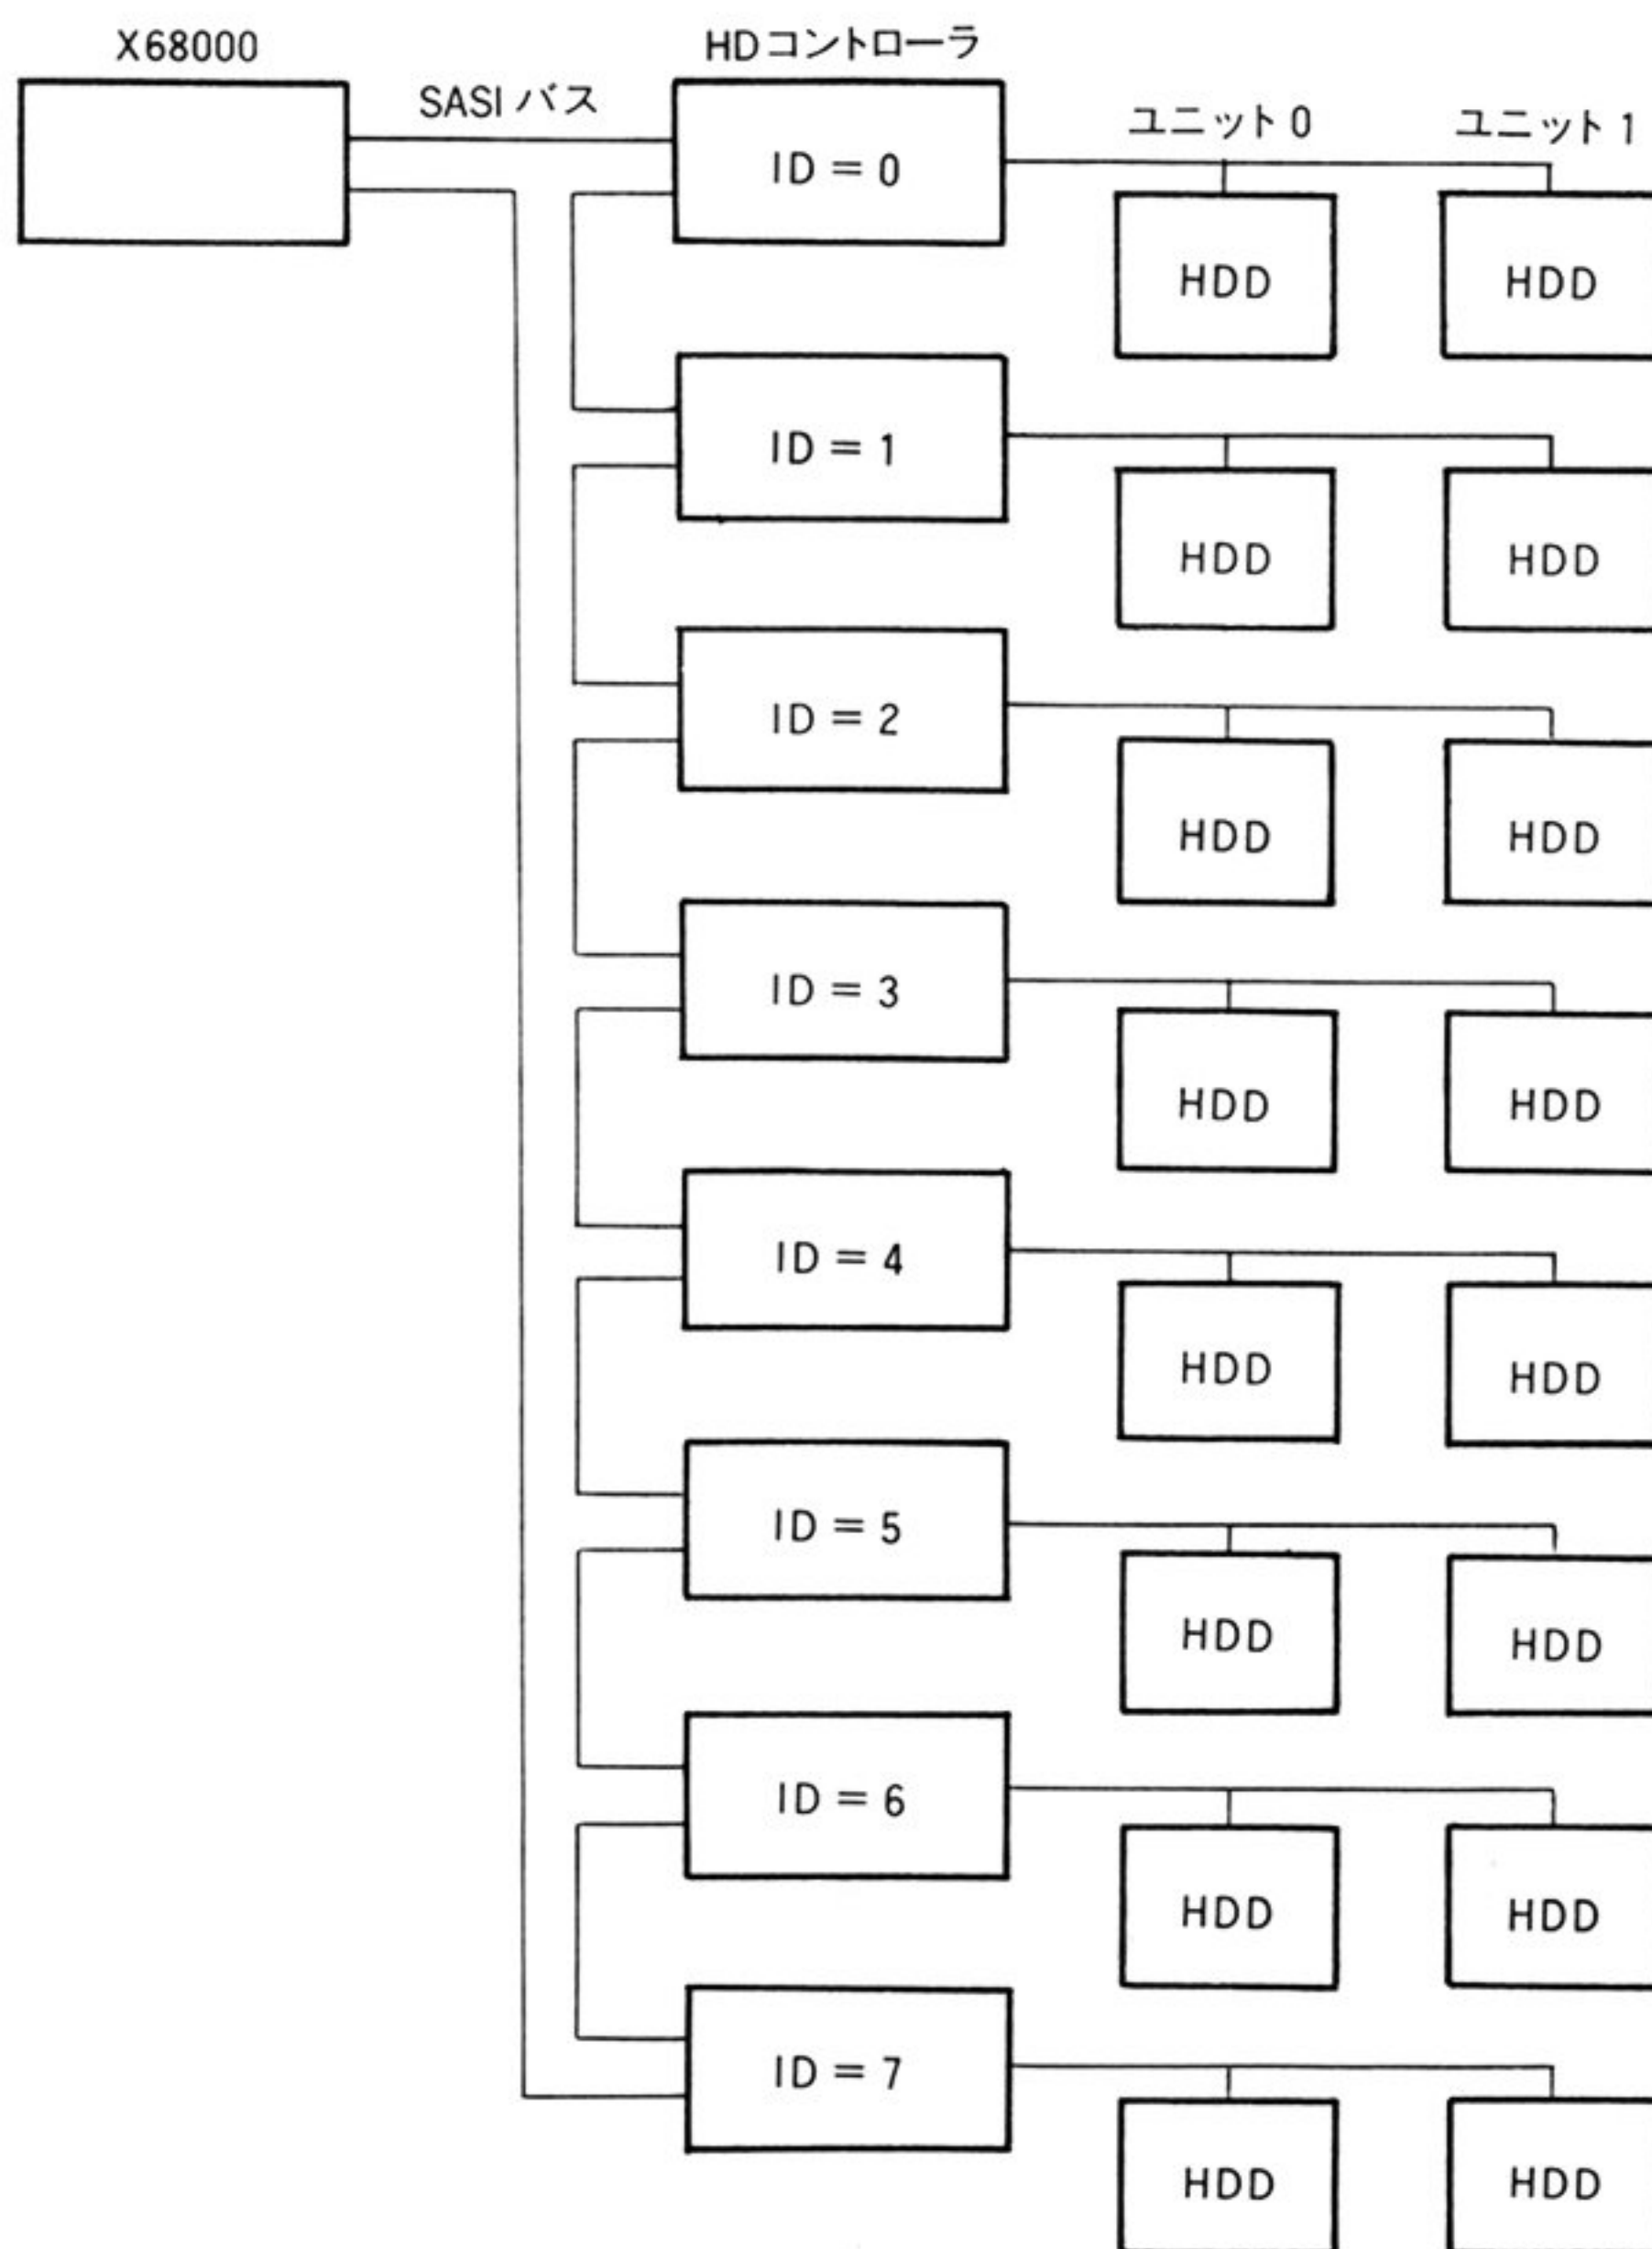 X68000
HDコントローラ
SASI バス
ユニット 0
ユニット 1
ID = 0
HDD
HDD
ID = 1
HDD
HDD
ID = 2
HDD
HDD
ID = 3
HDD
HDD
ID = 4
HDD
HDD
ID = 5
HDD
HDD
ID = 6
HDD
HDD
ID = 7
HDD
HDD